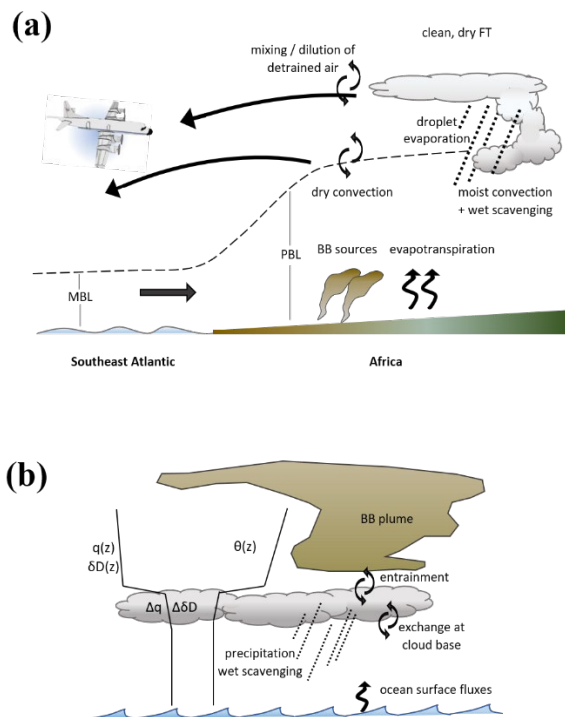 (a)
clean, dry FT
mixing / dilution of
detrained air
droplet
evaporation
dry convection
moist convection
+ wet scavenging
PBL
BB sources
evapotranspiration
MBL
Southeast Atlantic
Africa
(b)
BB plume
q(z)
δD(z)
θ(z)
entrainment
Δq
ΔδD
exchange at
cloud base
precipitation
wet scavenging
ocean surface fluxes